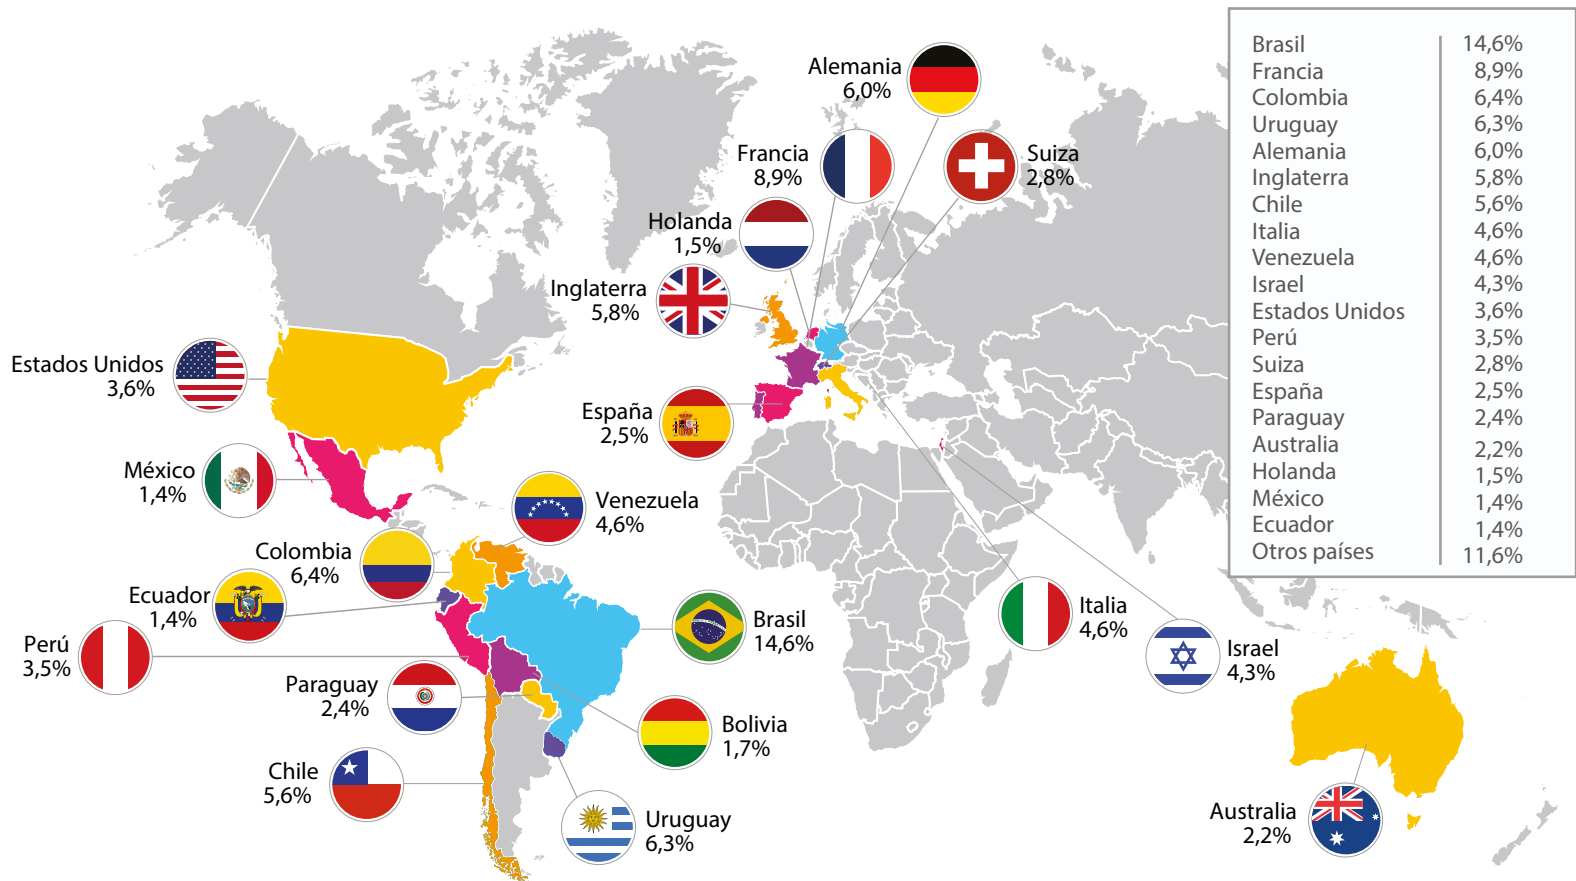 Alemania
6,0%
Francia
8,9%
Suiza
2,8%
Holanda
1,5%
Inglaterra
5,8%
Estados Unidos
3,6%
España
2,5%
México
1,4%
Venezuela
4,6%
Colombia
6,4%
Ecuador
1,4%
Perú
3,5%
Brasil
14,6%
Italia
4,6%
Israel
4,3%
Paraguay
2,4%
Bolivia
1,7%
Chile
5,6%
Uruguay
6,3%
Australia
2,2%
Brasil 14,6%
Francia 8,9%
Colombia 6,4%
Uruguay 6,3%
Alemania 6,0%
Inglaterra 5,8%
Chile 5,6%
Italia 4,6%
Venezuela 4,6%
Israel 4,3%
Estados Unidos 3,6%
Perú 3,5%
Suiza 2,8%
España 2,5%
Paraguay 2,4%
Australia 2,2%
Holanda 1,5%
México 1,4%
Ecuador 1,4%
Otros países 11,6%